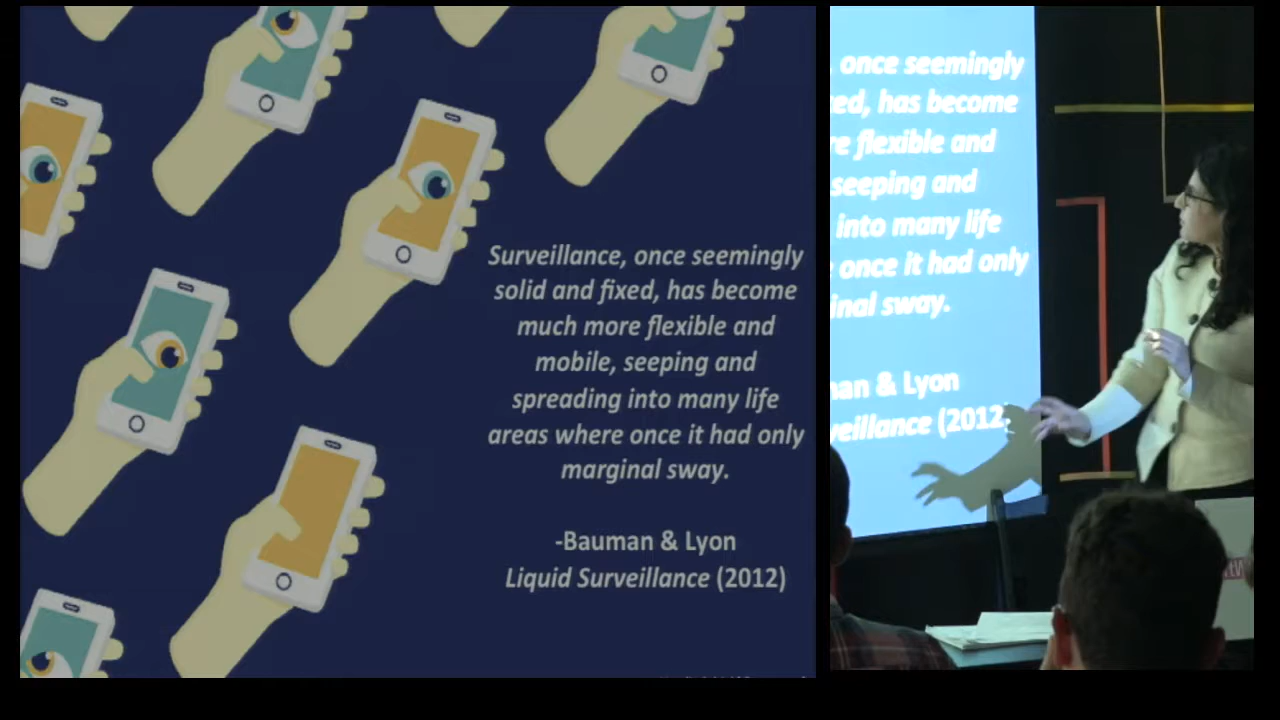 Surveillance, once seemingly
solid and fixed, has become
much more flexible and
mobile, seeping and
spreading into many life
areas where once it had only
marginal sway.
-Bauman & Lyon
Liquid Surveillance (2012)
once seemingly
has become
flexible and
seeping and
into many life
once it had only
sway.
& Lyon
(2012)